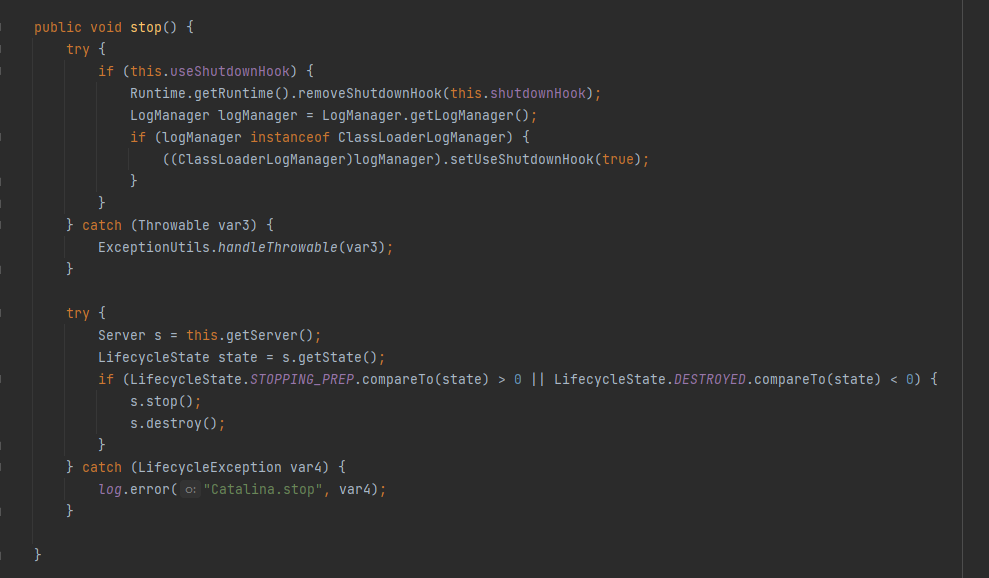 public void stop() {
    try {
        if (this.useShutdownHook) {
            Runtime.getRuntime().removeShutdownHook(this.shutdownHook);
            LogManager logManager = LogManager.getLogManager();
            if (logManager instanceof ClassLoaderLogManager) {
                ((ClassLoaderLogManager)logManager).setUseShutdownHook(true);
            }
        }
    } catch (Throwable var3) {
        ExceptionUtils.handleThrowable(var3);
    }

    try {
        Server s = this.getServer();
        LifecycleState state = s.getState();
        if (LifecycleState.STOPPING_PREP.compareTo(state) > 0 || LifecycleState.DESTROYED.compareTo(state) < 0) {
            s.stop();
            s.destroy();
        }
    } catch (LifecycleException var4) {
        log.error( o: "Catalina.stop", var4);
    }

}